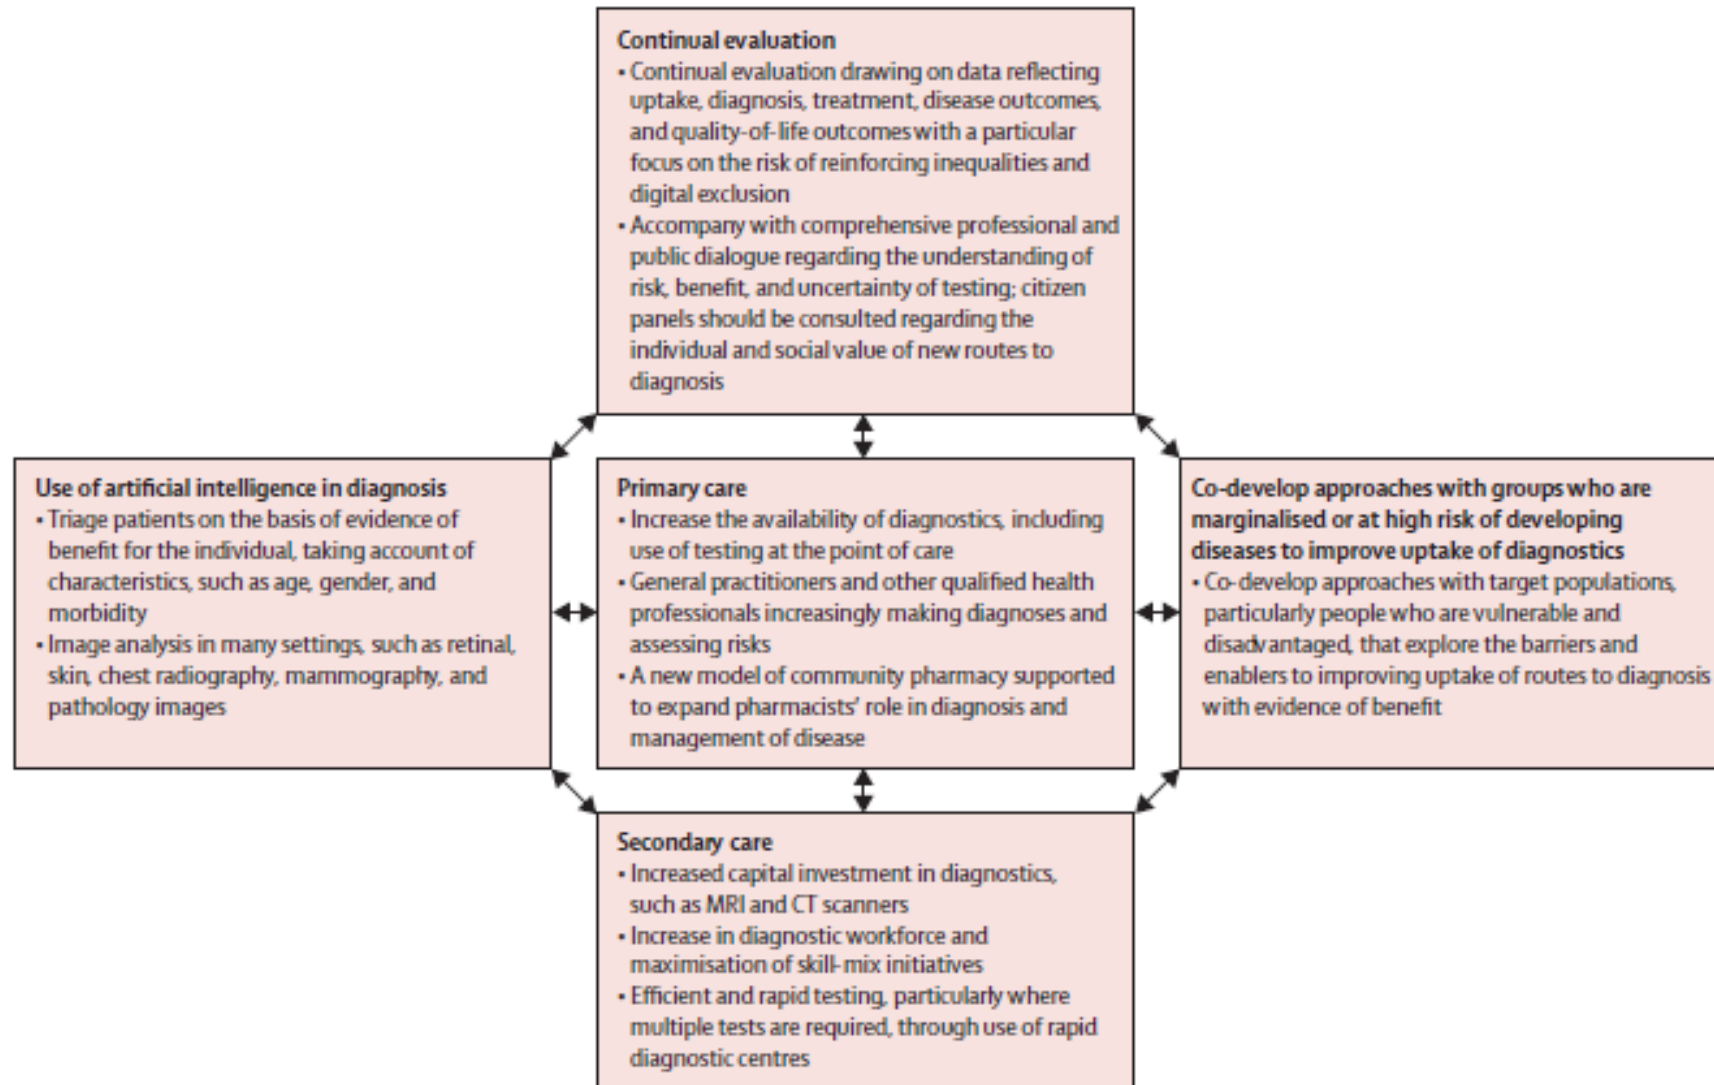 Continual evaluation
• Continual evaluation drawing on data reflecting
uptake, diagnosis, treatment, disease outcomes,
and quality-of-life outcomes with a particular
focus on the risk of reinforcing inequalities and
digital exclusion
• Accompany with comprehensive professional and
public dialogue regarding the understanding of
risk, benefit, and uncertainty of testing; citizen
panels should be consulted regarding the
individual and social value of new routes to
diagnosis
Use of artificial intelligence in diagnosis
• Triage patients on the basis of evidence of
benefit for the individual, taking account of
characteristics, such as age, gender, and
morbidity
• Image analysis in many settings, such as retinal,
skin, chest radiography, mammography, and
pathology images
Primary care
• Increase the availability of diagnostics, including
use of testing at the point of care
• General practitioners and other qualified health
professionals increasingly making diagnoses and
assessing risks
• A new model of community pharmacy supported
to expand pharmacists' role in diagnosis and
management of disease
Co-develop approaches with groups who are
marginalised or at high risk of developing
diseases to improve uptake of diagnostics
• Co-develop approaches with target populations,
particularly people who are vulnerable and
disadvantaged, that explore the barriers and
enablers to improving uptake of routes to diagnosis
with evidence of benefit
Secondary care
• Increased capital investment in diagnostics,
such as MRI and CT scanners
• Increase in diagnostic workforce and
maximisation of skill-mix initiatives
• Efficient and rapid testing, particularly where
multiple tests are required, through use of rapid
diagnostic centres